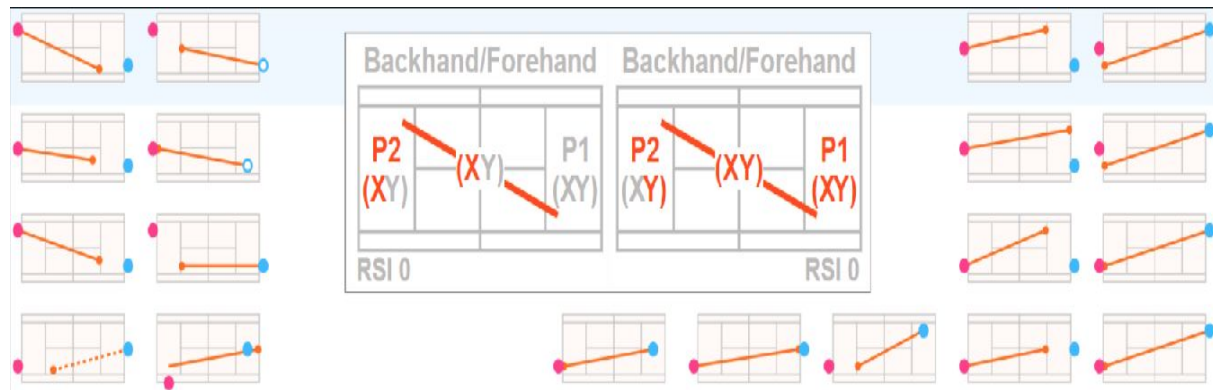 Backhand/Forehand
P2
(XY)
(XY)
P1
(XY)
RSI 0
Backhand/Forehand
P2
(XY)
(XY)
P1
(XY)
RSI 0